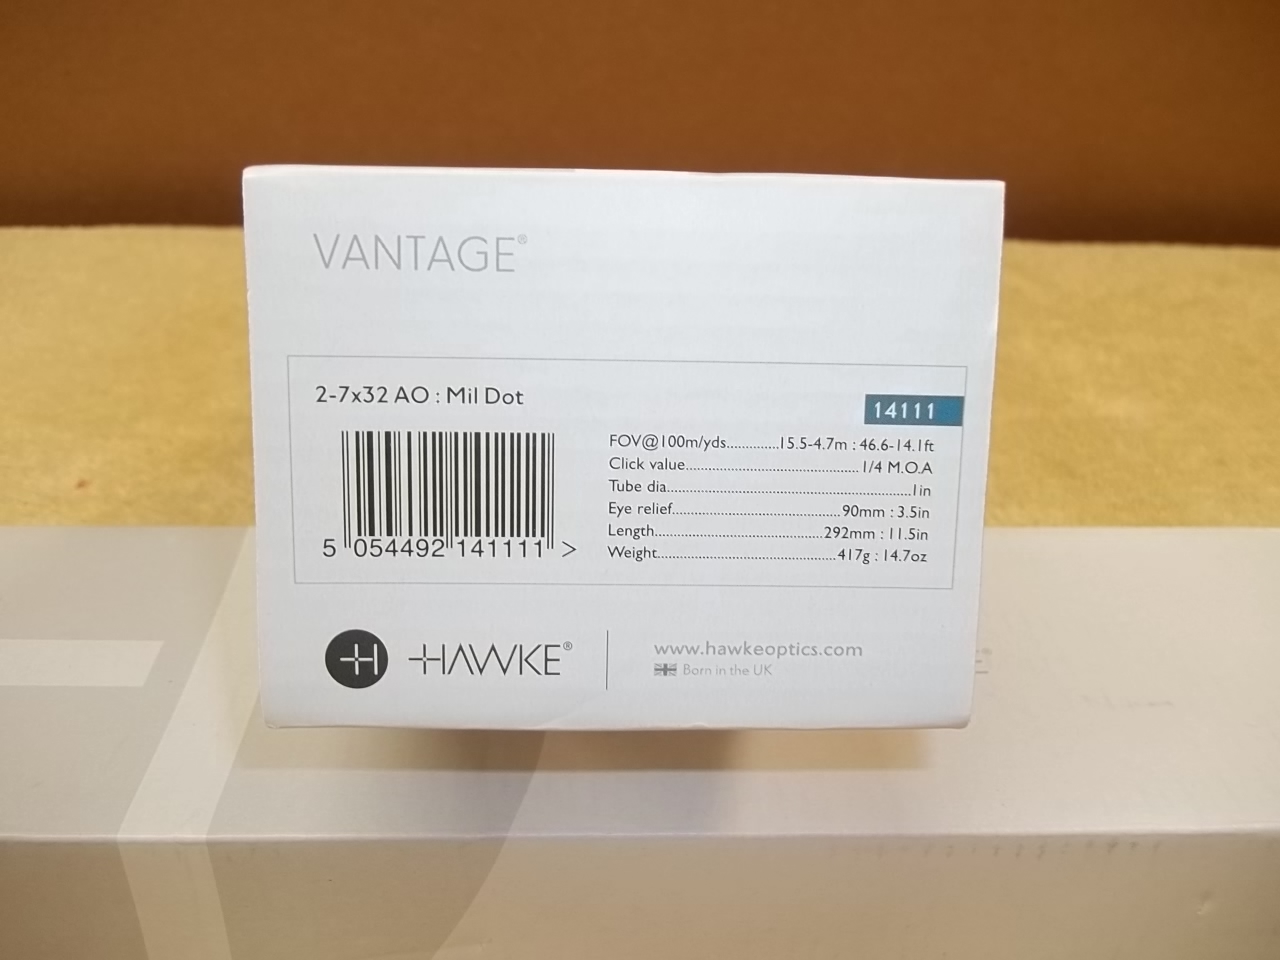 VANTAGE®
2-7x32 AO : Mil Dot
14111
FOV@100m/yds.............15.5-4.7m : 46.6-14.1ft
Click value..........................................1/4 M.O.A
Tube dia............................................................1in
Eye relief.........................................90mm : 3.5in
Length.........................................292mm : 11.5in
Weight...........................................417g : 14.7oz
5 054492 141111 >
HAWKE®
www.hawkeoptics.com
Born in the UK